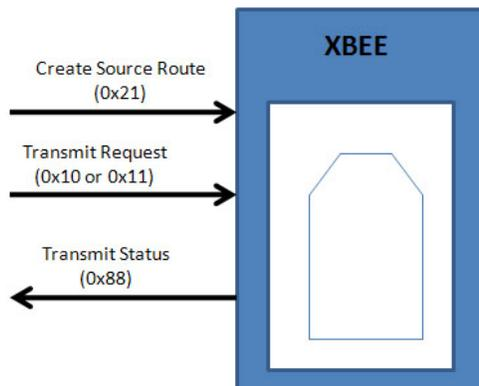 XBEE
Create Source Route
(0x21)
Transmit Request
(0x10 or 0x11)
Transmit Status
(0x88)